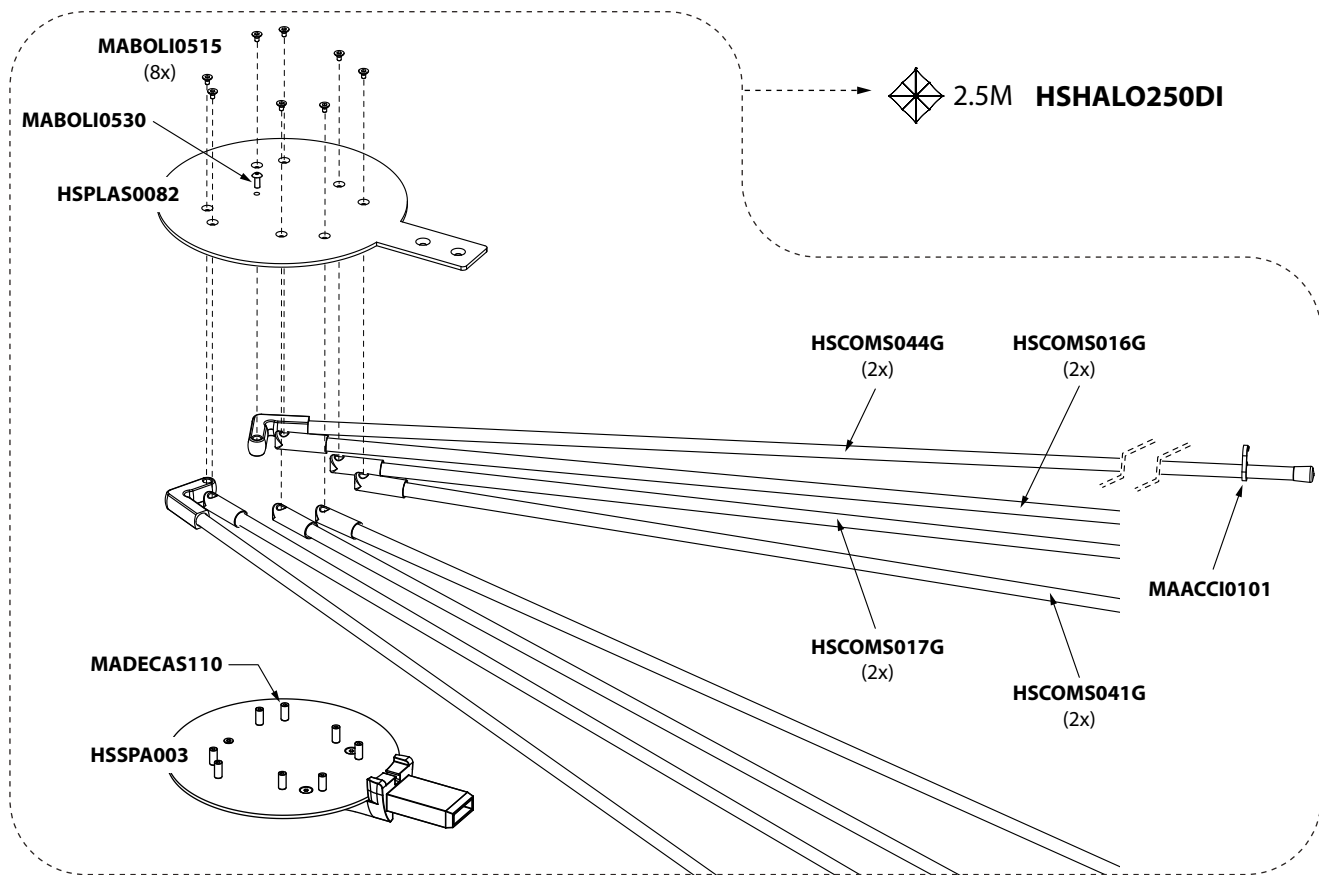 MABOLI0515
(8x)
MABOLI0530
HSPLAS0082
2.5M HSHALO250DI
HSCOMS044G
(2x)
HSCOMS016G
(2x)
MAACCI0101
HSCOMS017G
(2x)
HSCOMS041G
(2x)
MADECAS110
HSSPA003